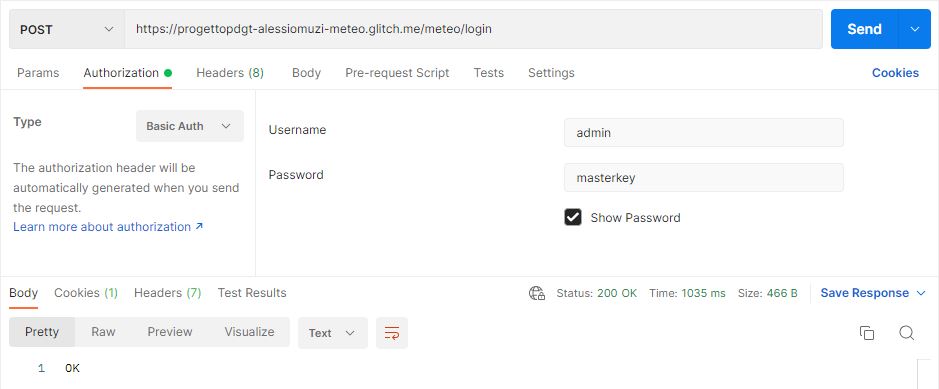 POST https://progettopdgt-alessiomuzi-meteo.glitch.me/meteo/login Send
Params Authorization Headers (8) Body Pre-request Script Tests Settings Cookies
Type Basic Auth
The authorization header will be
automatically generated when you send
the request.
Learn more about authorization ↗
Username admin
Password masterkey
Show Password
Body Cookies (1) Headers (7) Test Results Status: 200 OK Time: 1035 ms Size: 466 B Save Response
Pretty Raw Preview Visualize Text
1 OK